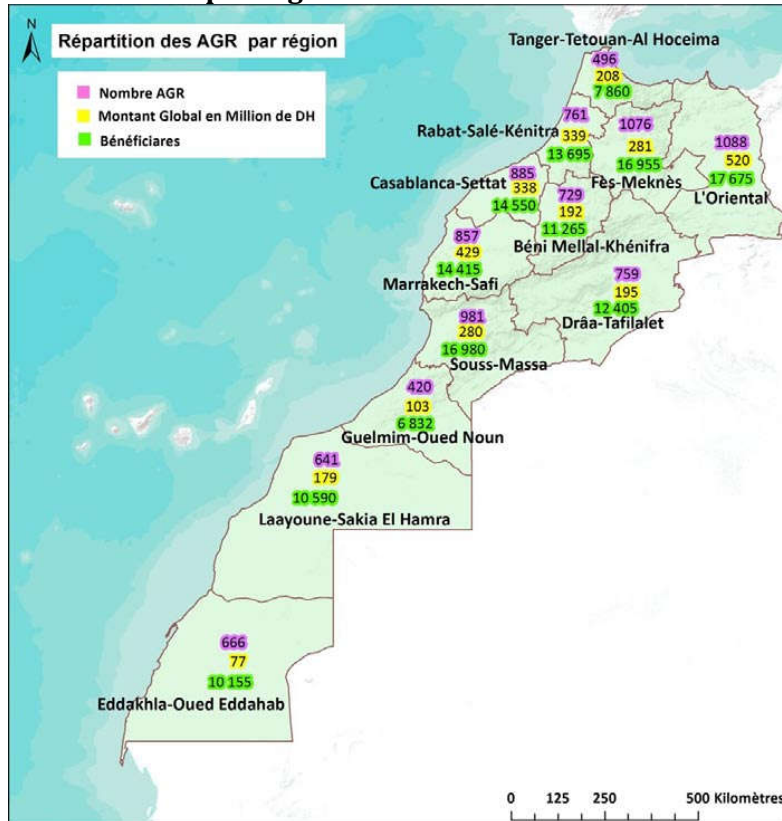 N
Répartition des AGR par région
Nombre AGR
Montant Global en Million de DH
Bénéficiares
Tanger-Tetouan-Al Hoceima
496
208
7 860
Rabat-Salé-Kénitra
761
339
13 695
1076
281
16 955
Fès-Meknès
1088
520
17 675
L'Oriental
Casablanca-Settat
885
338
14 550
729
192
11 265
Béni Mellal-Khénifra
857
429
14 415
Marrakech-Safi
759
195
12 405
Drâa-Tafilalet
981
280
16 980
Souss-Massa
420
103
6 832
Guelmim-Oued Noun
641
179
10 590
Laayoune-Sakia El Hamra
666
77
10 155
Eddakhla-Oued Eddahab
0 125 250 500 Kilomètres